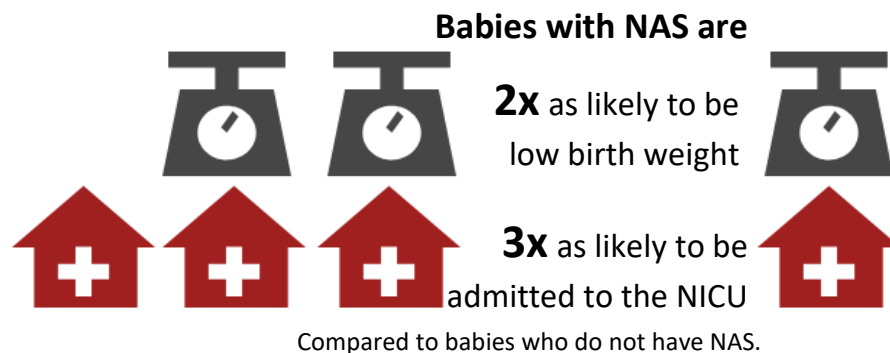 Babies with NAS are
2x as likely to be
low birth weight
3x as likely to be
admitted to the NICU
Compared to babies who do not have NAS.